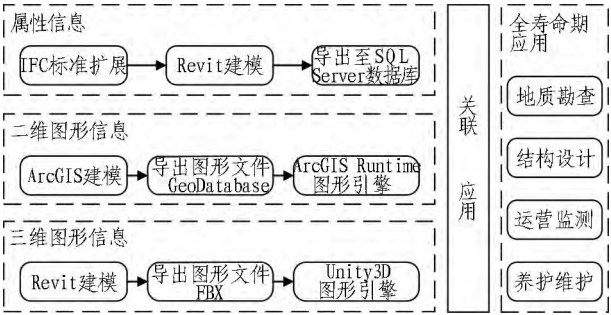 属性信息
IFC标准扩展
Revit建模
导出至SQL
Server数据库
二维图形信息
ArcGIS建模
导出图形文件
GeoDatabase
ArcGIS Runtime
图形引擎
三维图形信息
Revit建模
导出图形文件
FBX
Unity3D
图形引擎
关联
应用
全寿命期
应用
地质勘查
结构设计
运营监测
养护维护